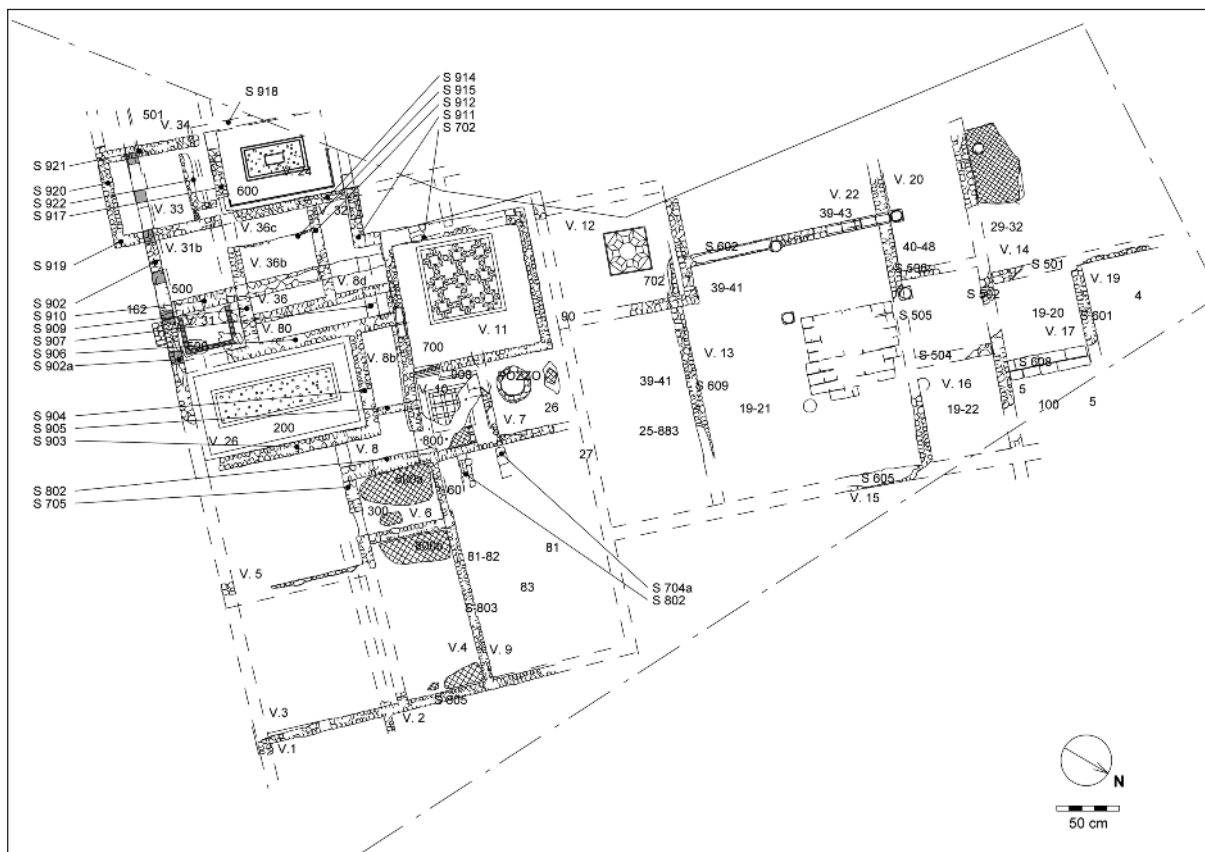 S 918
S 914
S 915
S 912
S 911
S 702
501
V. 34
S 921
S 920
S 922
S 917
600
V. 33
32
V. 36c
V. 31b
V. 36b
S 919
V. 8d
S 902
S 910
S 909
S 907
S 906
S 902a
500
162
V. 31
V. 36
V. 80
V. 8b
V. 11
700
V. 12
702
90
V. 10
POZZO
26
V. 7
27
800
S 904
S 905
S 903
V. 26
200
V. 8
S 802
S 705
60
300
V. 6
V. 5
81-82
81
83
S 803
S 704a
S 802
V.4
V. 9
S 805
V.3
V. 2
V.1
V. 22
39-43
V. 20
S 602
39-41
40-48
29-32
V. 14
S 501
V. 19
4
S 502
19-20
V. 17
S 601
S 505
V. 13
39-41
S 609
S 504
V. 16
S 608
5
19-21
19-22
100
5
25-883
S 605
V. 15
N
50 cm